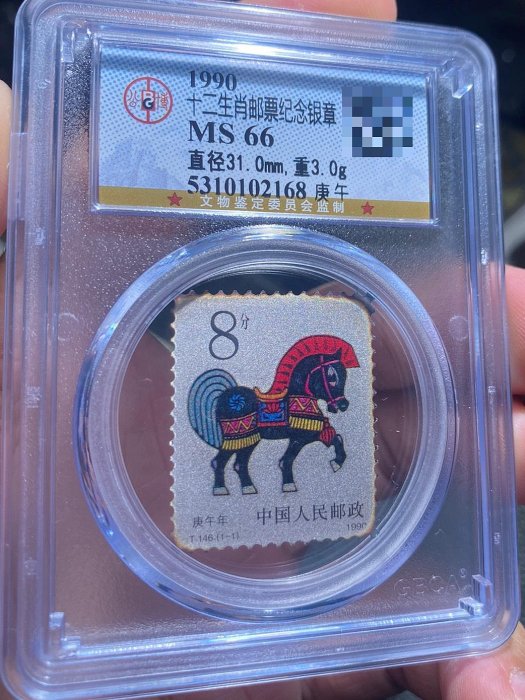 1990
十二生肖邮票纪念银章
MS 66
直径31.0mm,重3.0g
5310102168 庚午
文物鉴定委员会监制
8分
庚午年
中国人民邮政
T.146.(1-1)
1990